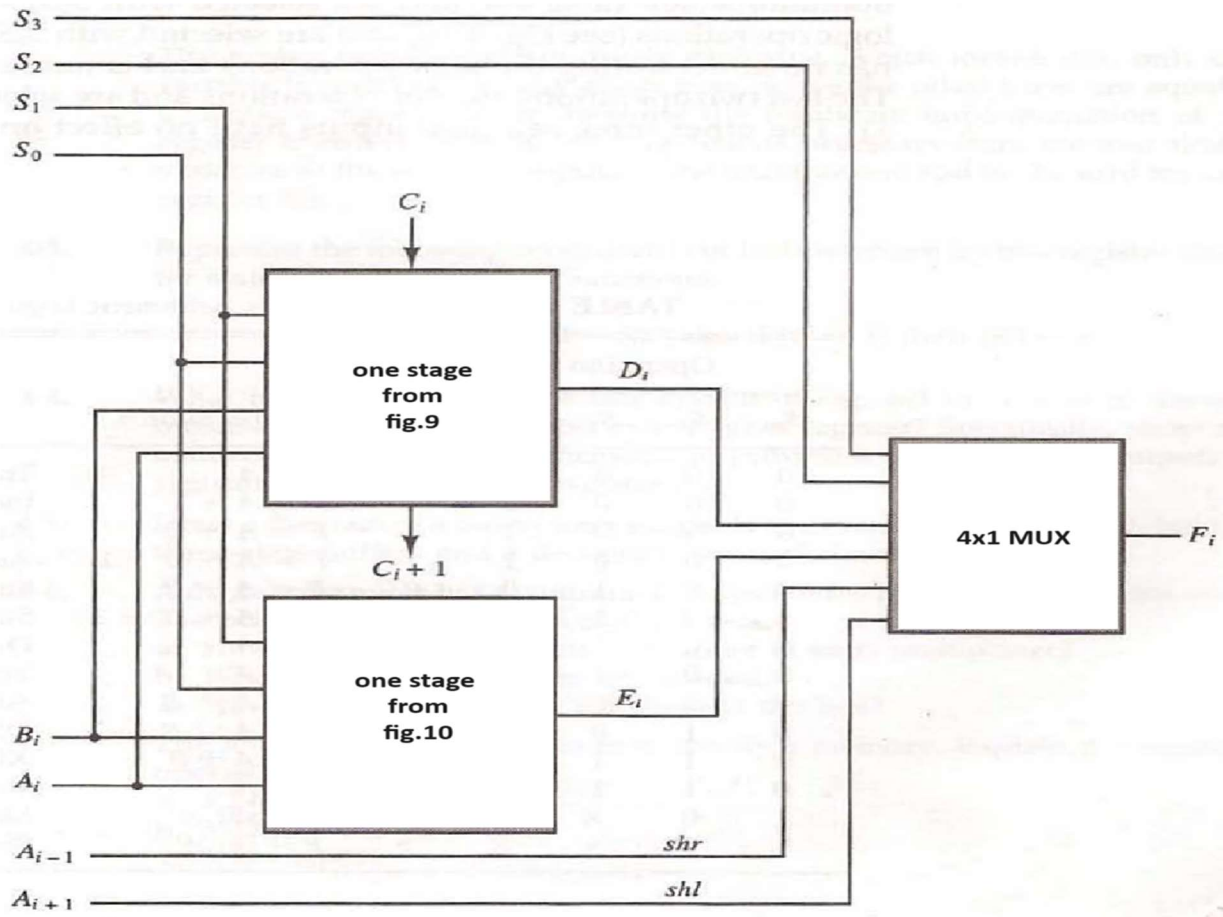 S3
S2
S1
S0
Ci
one stage
from
fig.9
Di
4x1 MUX
Fi
Ci + 1
one stage
from
fig.10
Ei
Bi
Ai
Ai−1
shr
Ai+1
shl